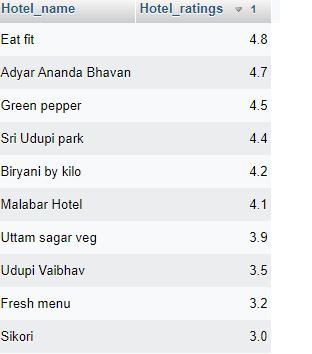 Hotel_name Hotel_ratings 1
Eat fit 4.8
Adyar Ananda Bhavan 4.7
Green pepper 4.5
Sri Udupi park 4.4
Biryani by kilo 4.2
Malabar Hotel 4.1
Uttam sagar veg 3.9
Udupi Vaibhav 3.5
Fresh menu 3.2
Sikori 3.0